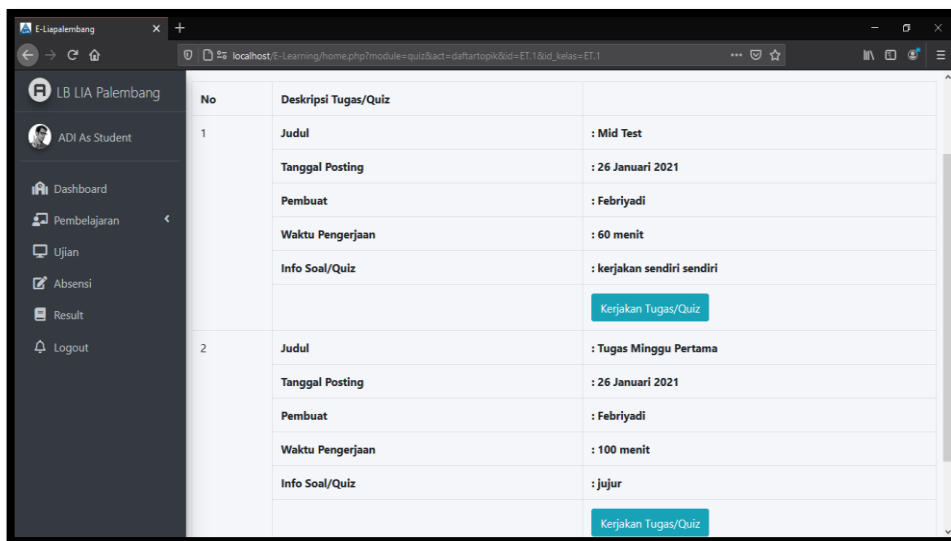 E-Liapalembang
localhost/E-Learning/home.php?module=quiz&act=daftartopik&id=ET.1&id_kelas=ET.1
LB LIA Palembang
ADI As Student
Dashboard
Pembelajaran
Ujian
Absensi
Result
Logout
No Deskripsi Tugas/Quiz
1 Judul : Mid Test
Tanggal Posting : 26 Januari 2021
Pembuat : Febriyadi
Waktu Pengerjaan : 60 menit
Info Soal/Quiz : kerjakan sendiri sendiri
Kerjakan Tugas/Quiz
2 Judul : Tugas Minggu Pertama
Tanggal Posting : 26 Januari 2021
Pembuat : Febriyadi
Waktu Pengerjaan : 100 menit
Info Soal/Quiz : jujur
Kerjakan Tugas/Quiz